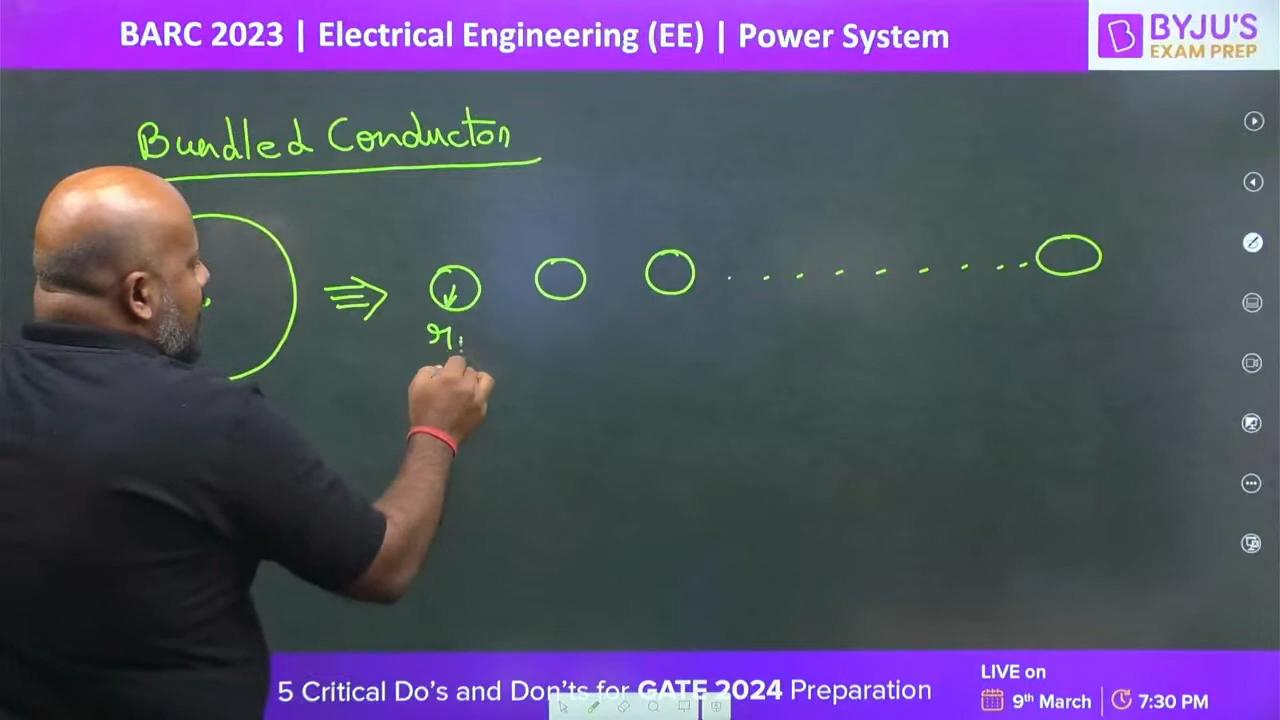 BARC 2023 | Electrical Engineering (EE) | Power System
BYJU'S
EXAM PREP
Bundled Conductor
r
5 Critical Do's and Don'ts for GATE 2024 Preparation
LIVE on
9th March | 7:30 PM